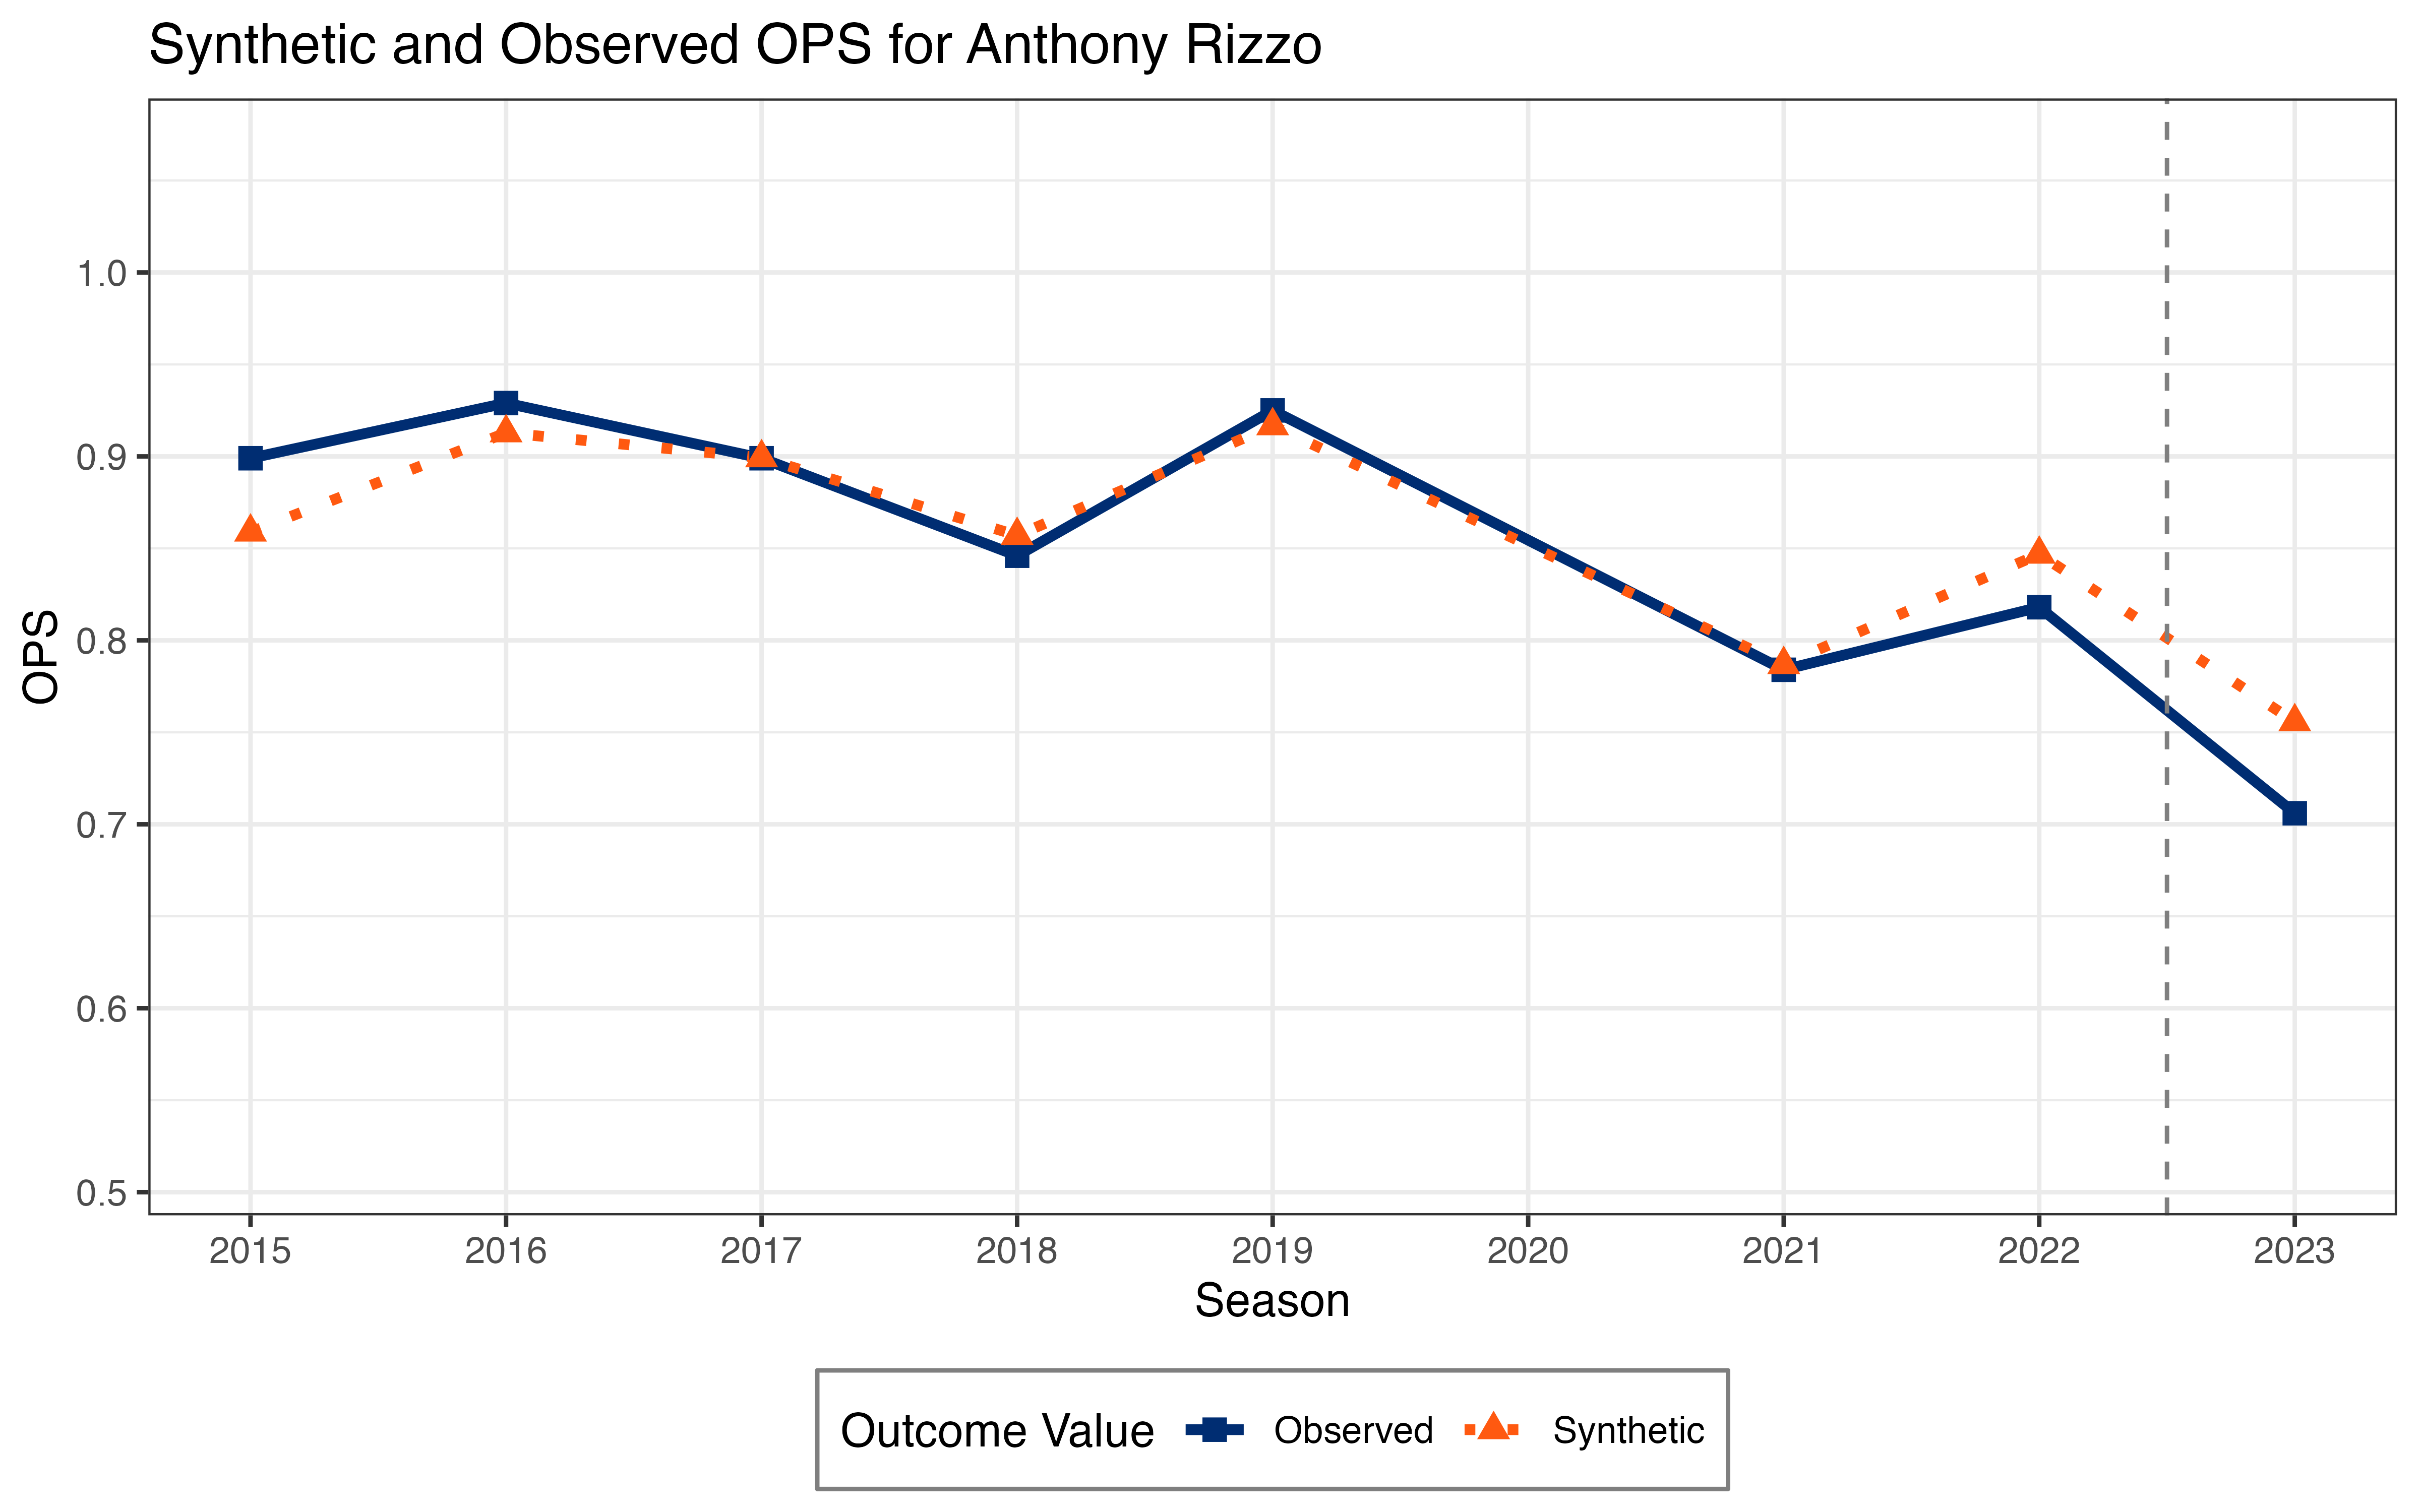 Synthetic and Observed OPS for Anthony Rizzo
OPS
1.0
0.9
0.8
0.7
0.6
0.5
2015 2016 2017 2018 2019 2020 2021 2022 2023
Season
Outcome Value Observed Synthetic